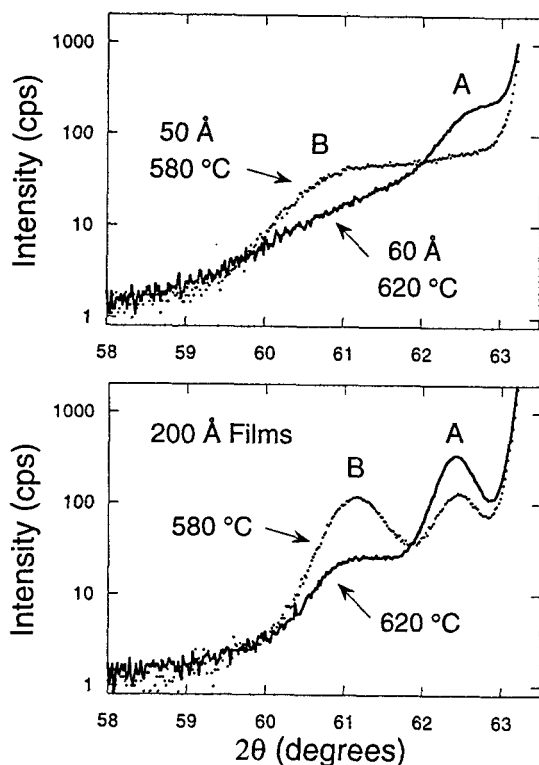 Intensity (cps)
1000
100
10
1
A
B
50 Å
580 °C
60 Å
620 °C
58 59 60 61 62 63
Intensity (cps)
1000
100
10
1
200 Å Films
A
B
580 °C
620 °C
58 59 60 61 62 63
2θ (degrees)